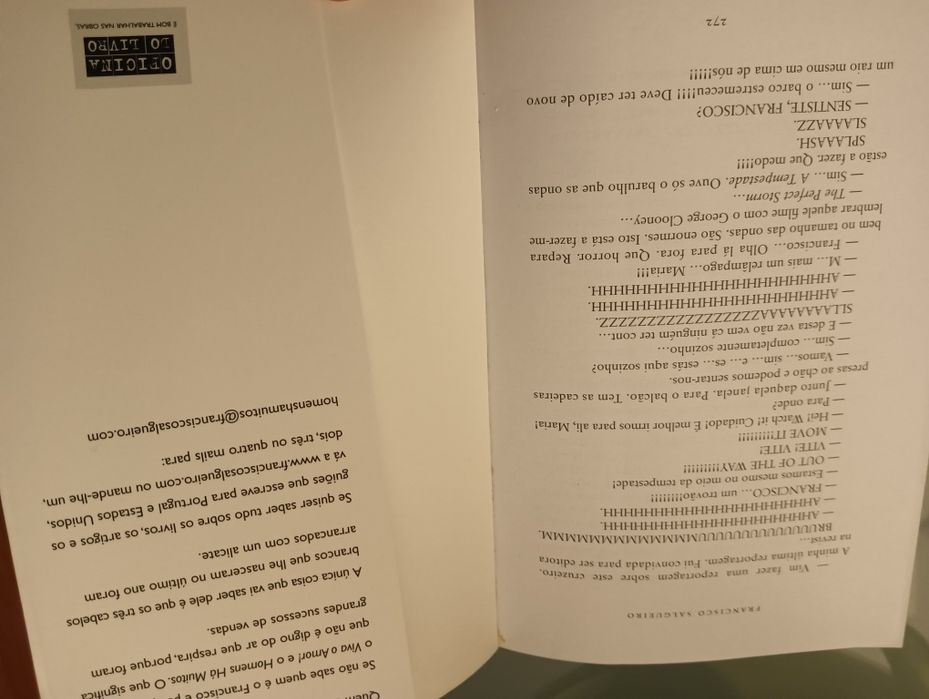 FRANCISCO SALGUEIRO
— Vim fazer uma reportagem sobre este cruzeiro.
A minha última reportagem. Fui convidada para ser editora
na revist…
BRUUUUUUUUUUUUUMMMMMMMMMMMM.
— AHHHHHHHHHHHHHHHHHHHHHH.
— AHHHHHHHHHHHHHHHHHHHHHH.
— FRANCISCO… um trovão!!!!!!!!!
— Estamos mesmo no meio da tempestade!
— OUT OF THE WAY!!!!!!!!!
— VITE! VITE!
— MOVE IT!!!!!!!!!
— Hei! Watch it! Cuidado! É melhor irmos para ali, Maria!
— Para onde?
— Junto daquela janela. Para o balcão. Tem as cadeiras
presas ao chão e podemos sentar-nos.
— Vamos… sim… e… es… estás aqui sozinho?
— Sim… completamente sozinho…
— E desta vez não vem cá ninguém ter cont…
SLLAAAAAAAAZZZZZZZZZZZZZZZZZ.
— AHHHHHHHHHHHHHHHHHHHHHHH.
— AHHHHHHHHHHHHHHHHHHHHHHH.
— M… mais um relâmpago… Maria!!!
— Francisco… Olha lá para fora. Que horror. Repara
bem no tamanho das ondas. São enormes. Isto está a fazer-me
lembrar aquele filme com o George Clooney…
— The Perfect Storm…
— Sim… A Tempestade. Ouve só o barulho que as ondas
estão a fazer. Que medo!!!!
SPLAAASH.
SLAAAAZZ.
— SENTISTE, FRANCISCO?
— Sim… o barco estremeceu!!!! Deve ter caído de novo
um raio mesmo em cima de nós!!!!!
272
Quem
Se não sabe quem é o Francisco e
o Viva o Amor! e o Homens Há Muitos. O que significa
que não é digno do ar que respira, porque foram
grandes sucessos de vendas.
A única coisa que vai saber dele é que os três cabelos
brancos que lhe nasceram no último ano foram
arrancados com um alicate.
Se quiser saber tudo sobre os livros, os artigos e os
guiões que escreve para Portugal e Estados Unidos,
vá a www.franciscosalgueiro.com ou mande-lhe um,
dois, três ou quatro mails para:
homenshamuitos@franciscosalgueiro.com
OFICINA
DO LIVRO
É BOM TRABALHAR NAS OBRAS.